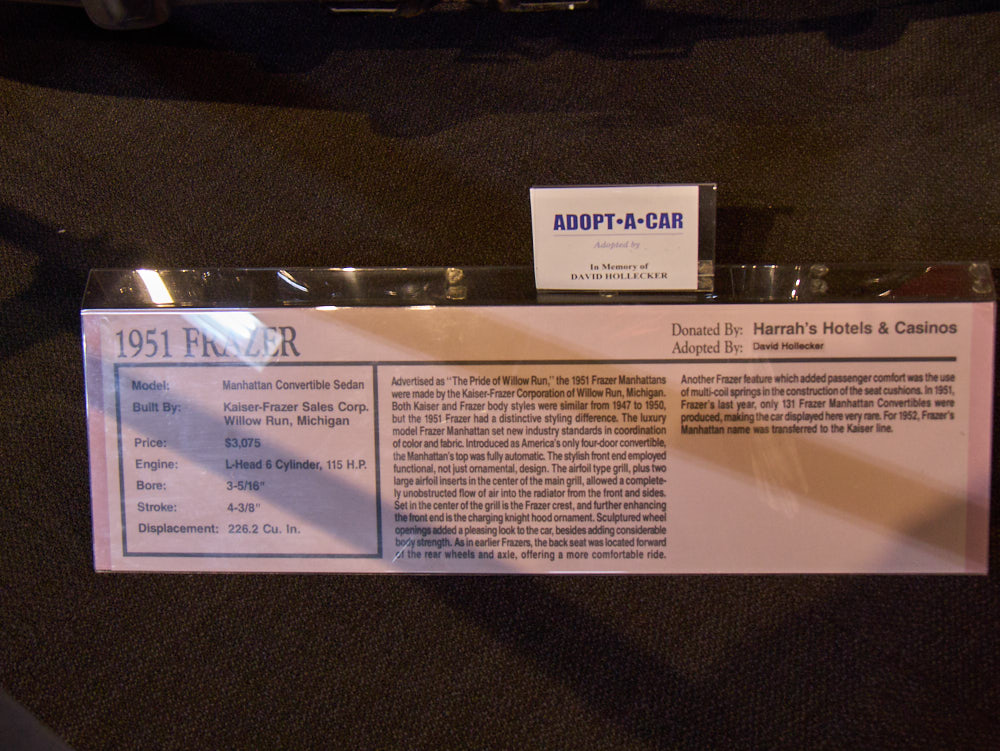 ADOPT•A•CAR
Adopted by
In Memory of
DAVID HOLLECKER
1951 FRAZER
Donated By: Harrah's Hotels & Casinos
Adopted By: David Hollecker
Model: Manhattan Convertible Sedan
Built By: Kaiser-Frazer Sales Corp.
Willow Run, Michigan
Price: $3,075
Engine: L-Head 6 Cylinder, 115 H.P.
Bore: 3-5/16"
Stroke: 4-3/8"
Displacement: 226.2 Cu. In.
Advertised as "The Pride of Willow Run," the 1951 Frazer Manhattans
were made by the Kaiser-Frazer Corporation of Willow Run, Michigan.
Both Kaiser and Frazer body styles were similar from 1947 to 1950,
but the 1951 Frazer had a distinctive styling difference. The luxury
model Frazer Manhattan set new industry standards in coordination
of color and fabric. Introduced as America's only four-door convertible,
the Manhattan's top was fully automatic. The stylish front end employed
functional, not just ornamental, design. The airfoil type grill, plus two
large airfoil inserts in the center of the main grill, allowed a complete-
ly unobstructed flow of air into the radiator from the front and sides.
Set in the center of the grill is the Frazer crest, and further enhancing
the front end is the charging knight hood ornament. Sculptured wheel
openings added a pleasing look to the car, besides adding considerable
body strength. As in earlier Frazers, the back seat was located forward
of the rear wheels and axle, offering a more comfortable ride.
Another Frazer feature which added passenger comfort was the use
of multi-coil springs in the construction of the seat cushions. In 1951,
Frazer's last year, only 131 Frazer Manhattan Convertibles were
produced, making the car displayed here very rare. For 1952, Frazer's
Manhattan name was transferred to the Kaiser line.